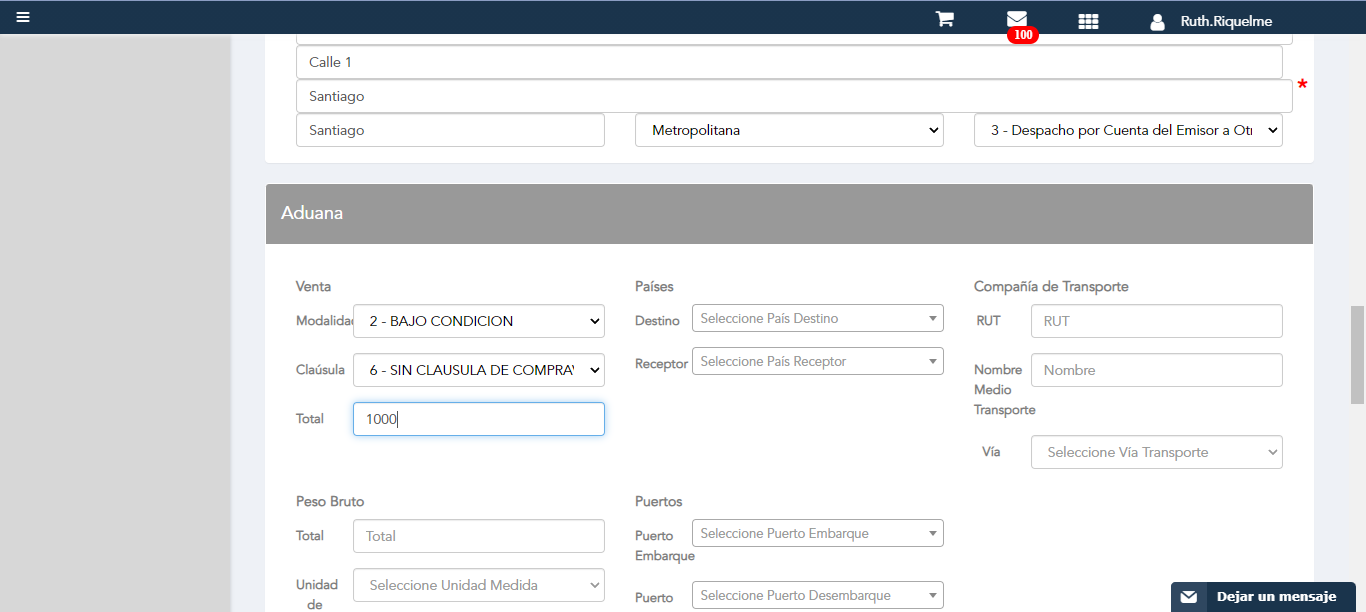 Ruth.Riquelme
100
Calle 1
Santiago
*
Santiago
Metropolitana
3 - Despacho por Cuenta del Emisor a Otr
Aduana
Venta
Países
Compañía de Transporte
Modalidad
2 - BAJO CONDICION
Destino
Seleccione País Destino
RUT
RUT
Claúsula
6 - SIN CLAUSULA DE COMPRAV
Receptor
Seleccione País Receptor
Nombre
Medio
Transporte
Nombre
Total
1000
Vía
Seleccione Vía Transporte
Peso Bruto
Puertos
Total
Total
Puerto
Embarque
Seleccione Puerto Embarque
Unidad
de
Seleccione Unidad Medida
Puerto
Seleccione Puerto Desembarque
Dejar un mensaje